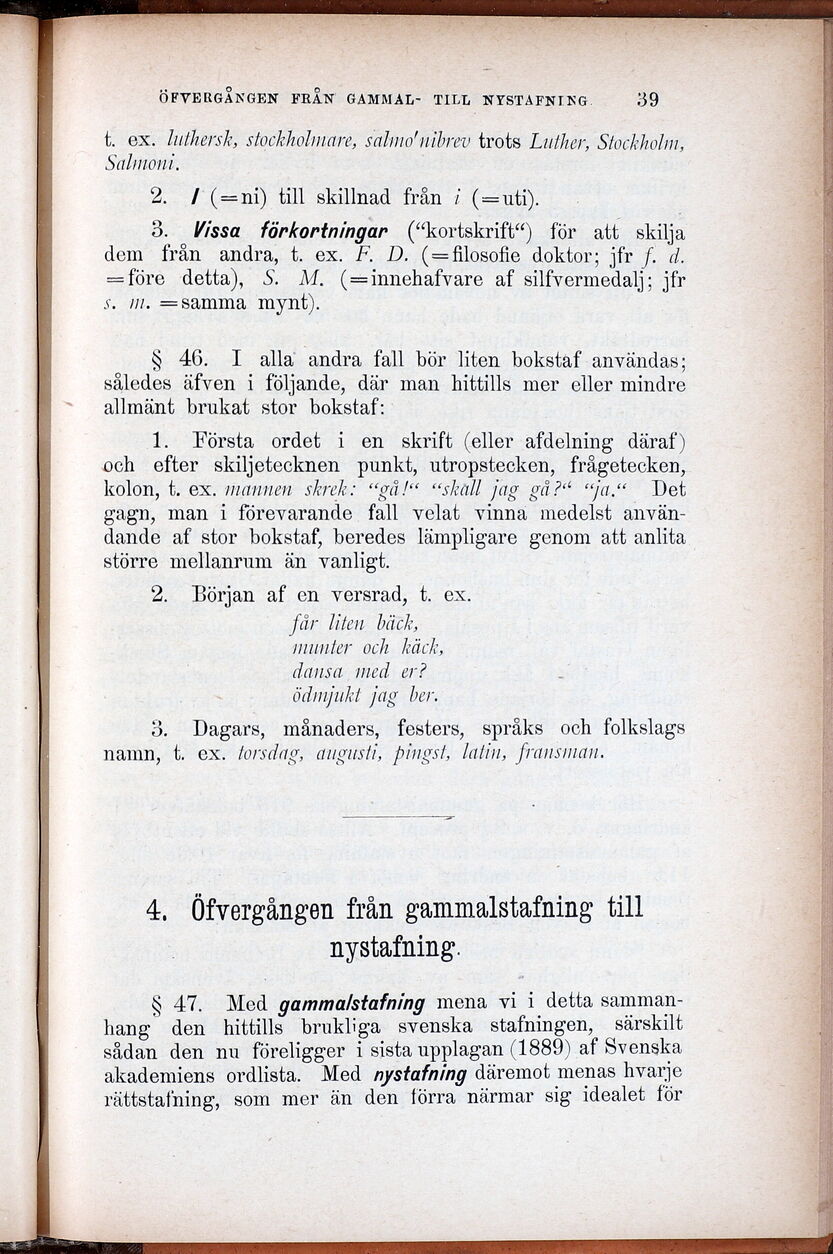 ÖFVERGÅNGEN FRÅN GAMMAL- TILL NYSTAFNING. 39
t. ex. luthersk, stockholmare, salmo'nibrev trots Luther, Stockholm,
Salmoni.
2. I (=ni) till skillnad från i (=uti).
3. Vissa förkortningar (“kortskrift“) för att skilja
dem från andra, t. ex. F. D. (=filosofie doktor; jfr f. d.
=före detta), S. M. (=innehafvare af silfvermedalj; jfr
s. m. =samma mynt).
§ 46. I alla andra fall bör liten bokstaf användas;
således äfven i följande, där man hittills mer eller mindre
allmänt brukat stor bokstaf:
1. Första ordet i en skrift (eller afdelning däraf)
och efter skiljetecknen punkt, utropstecken, frågetecken,
kolon, t. ex. mannen skrek: “gå!“ “skall jag gå?“ “ja.“ Det
gagn, man i förevarande fall velat vinna medelst använ-
dande af stor bokstaf, beredes lämpligare genom att anlita
större mellanrum än vanligt.
2. Början af en versrad, t. ex.
får liten bäck,
munter och käck,
dansa med er?
ödmjukt jag ber.
3. Dagars, månaders, festers, språks och folkslags
namn, t. ex. torsdag, augusti, pingst, latin, fransman.
4. Öfvergången från gammalstafning till
nystafning.
§ 47. Med gammalstafning mena vi i detta samman-
hang den hittills brukliga svenska stafningen, särskilt
sådan den nu föreligger i sista upplagan (1889) af Svenska
akademiens ordlista. Med nystafning däremot menas hvarje
rättstafning, som mer än den förra närmar sig idealet för